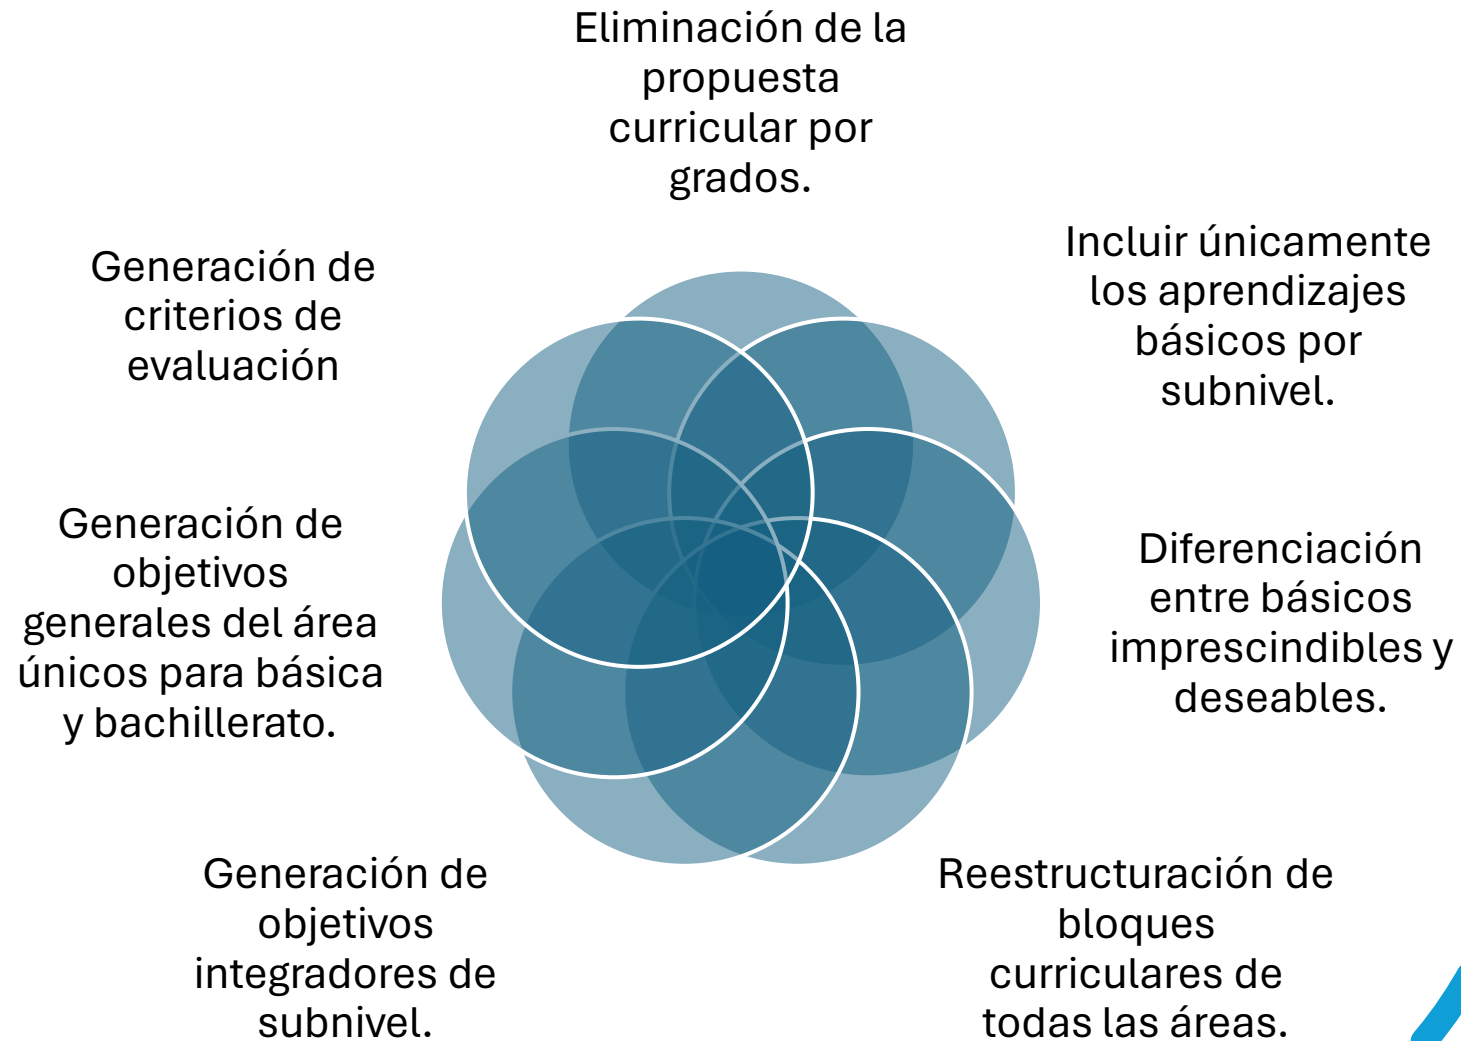 Eliminación de la
propuesta
curricular por
grados.
Incluir únicamente
los aprendizajes
básicos por
subnivel.
Diferenciación
entre básicos
imprescindibles y
deseables.
Reestructuración de
bloques
curriculares de
todas las áreas.
Generación de
objetivos
integradores de
subnivel.
Generación de
objetivos
generales del área
únicos para básica
y bachillerato.
Generación de
criterios de
evaluación